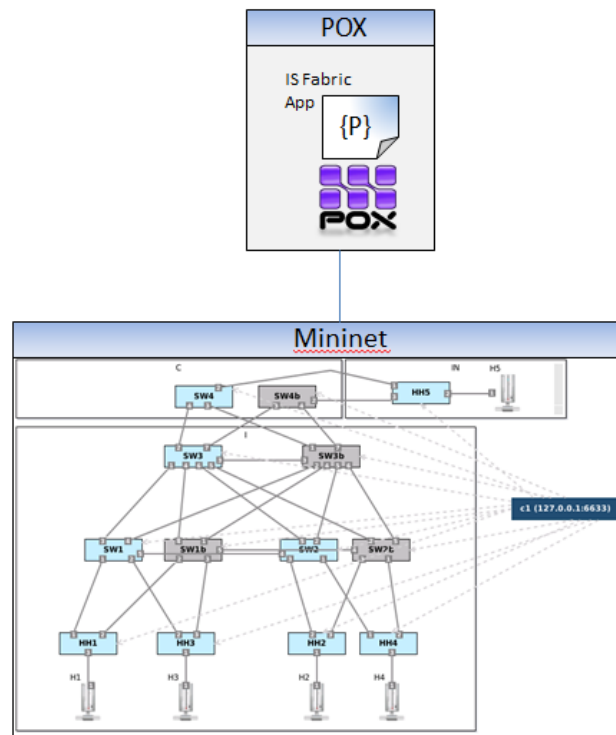 POX
IS Fabric
App
{P}
POX
Mininet
C
IN
H5
SW4
SW4b
HH5
I
SW3
SW3b
c1 (127.0.0.1:6633)
SW1
SW1b
SW2
HH1
HH3
HH2
HH4
H1
H3
H2
H4